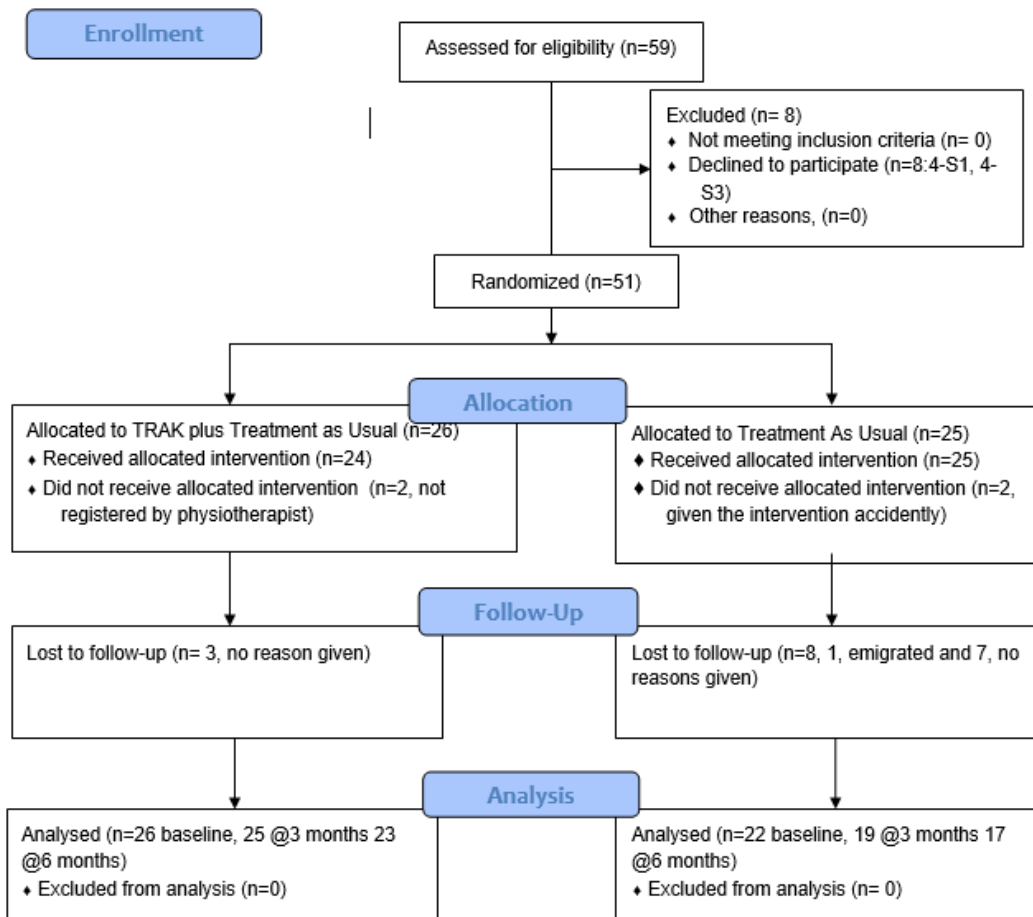 Enrollment
Assessed for eligibility (n=59)
Excluded (n= 8)
♦ Not meeting inclusion criteria (n= 0)
♦ Declined to participate (n=8:4-S1, 4-
S3)
♦ Other reasons, (n=0)
Randomized (n=51)
Allocation
Allocated to TRAK plus Treatment as Usual (n=26)
♦ Received allocated intervention (n=24)
♦ Did not receive allocated intervention (n=2, not
registered by physiotherapist)
Allocated to Treatment As Usual (n=25)
♦ Received allocated intervention (n=25)
♦ Did not receive allocated intervention (n=2,
given the intervention accidently)
Follow-Up
Lost to follow-up (n= 3, no reason given)
Lost to follow-up (n=8, 1, emigrated and 7, no
reasons given)
Analysis
Analysed (n=26 baseline, 25 @3 months 23
@6 months)
♦ Excluded from analysis (n=0)
Analysed (n=22 baseline, 19 @3 months 17
@6 months)
♦ Excluded from analysis (n= 0)